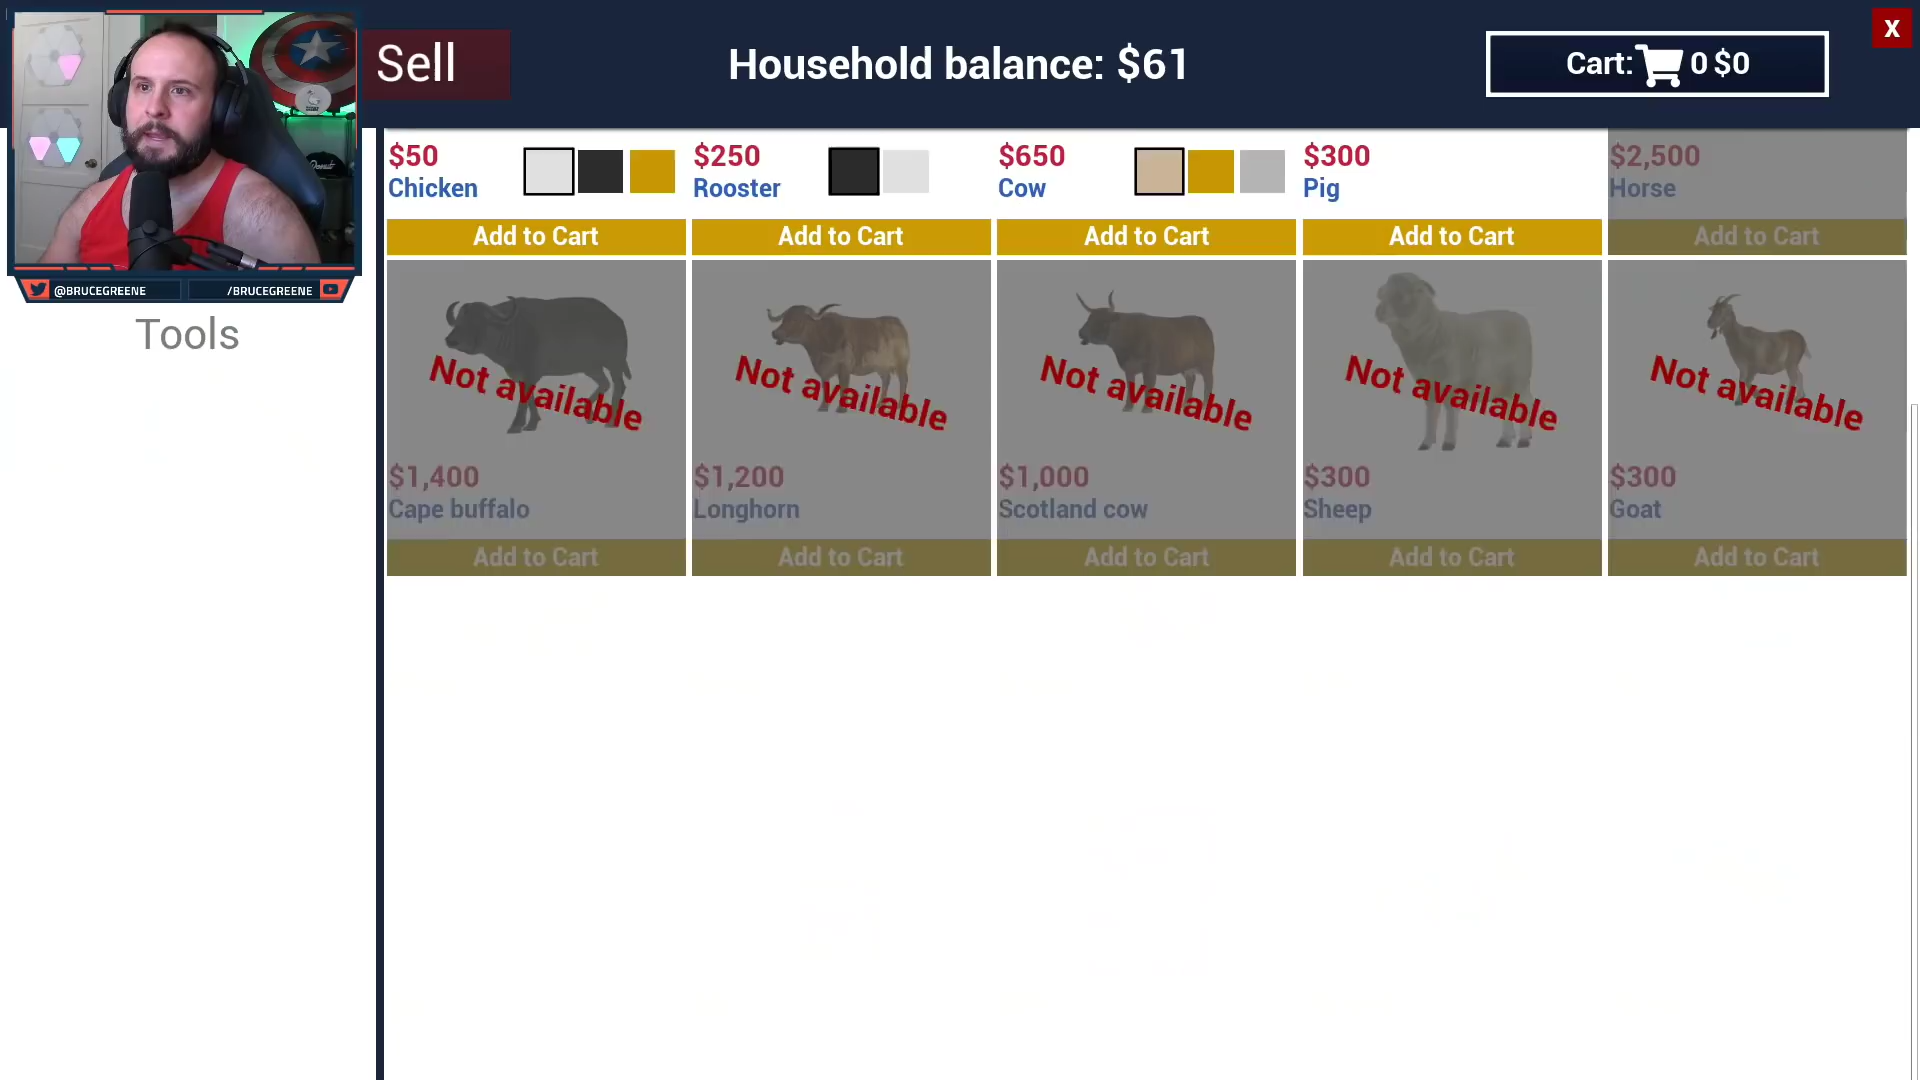 Sell
Household balance: $61
Cart: 0 $0
X
@BRUCEGREENE
/BRUCEGREENE
Tools
$50
Chicken
Add to Cart
$250
Rooster
Add to Cart
$650
Cow
Add to Cart
$300
Pig
Add to Cart
$2,500
Horse
Add to Cart
Not available
$1,400
Cape buffalo
Add to Cart
Not available
$1,200
Longhorn
Add to Cart
Not available
$1,000
Scotland cow
Add to Cart
Not available
$300
Sheep
Add to Cart
Not available
$300
Goat
Add to Cart